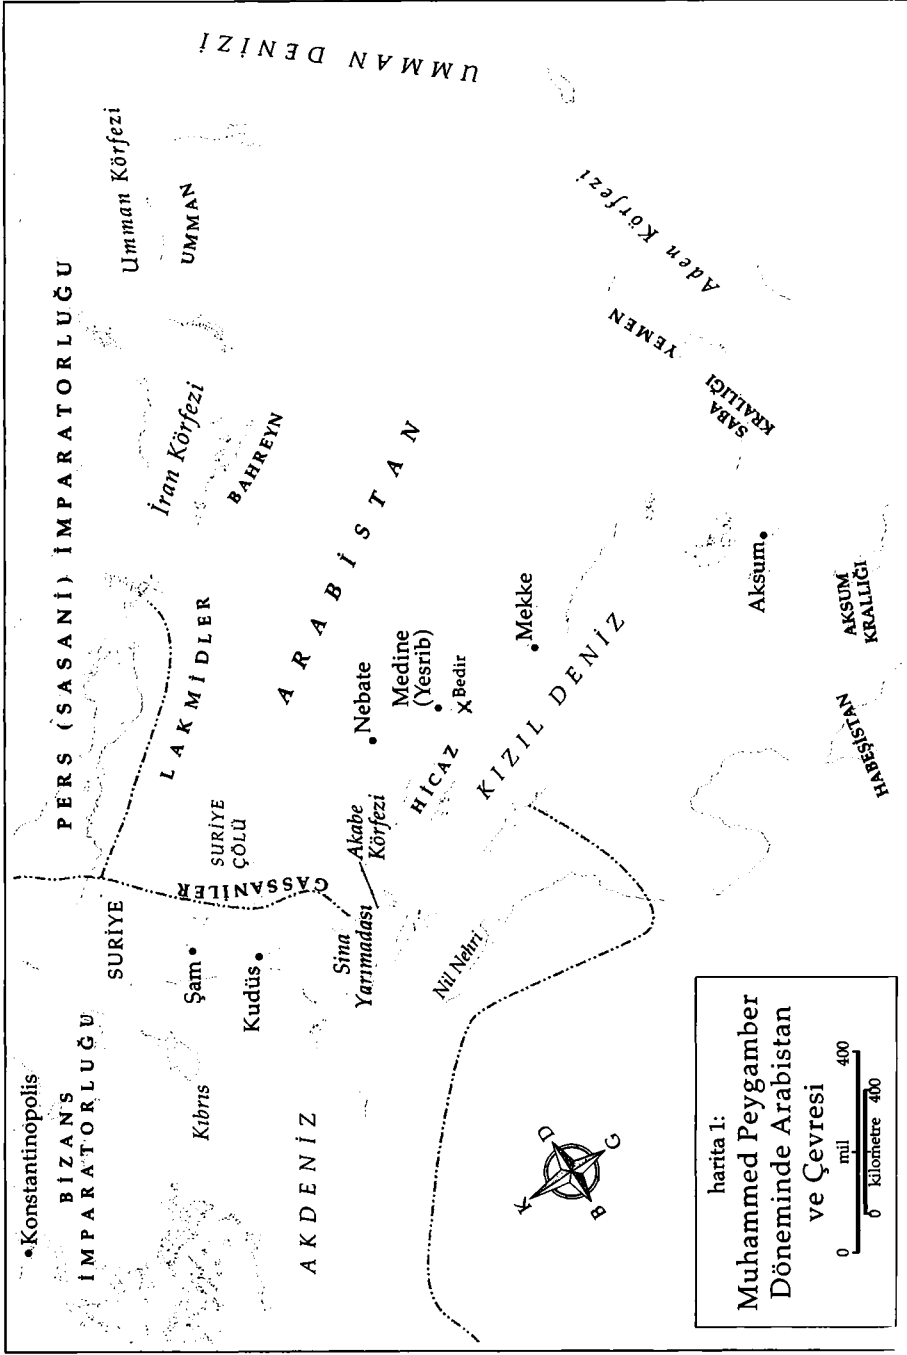 UMMAN DENİZİ
Umman Körfezi
UMMAN
PERS (SASANİ) İMPARATORLUĞU
İran Körfezi
BAHREYN
ARABİSTAN
Aden Körfezi
YEMEN
SABA
KRALLIĞI
LAKMİDLER
Nebate
Medine
(Yesrib)
X Bedir
Mekke
HİCAZ
KIZIL DENİZ
Aksum
AKSUM
KRALLIĞI
HABEŞİSTAN
SURİYE
ÇÖLÜ
GASSANİLER
Akabe
Körfezi
Sina
Yarımadası
Nil Nehri
SURİYE
Şam
Kudüs
Konstantinopolis
BİZANS
İMPARATORLUĞU
Kıbrıs
AKDENİZ
K
D
B
G
harita 1:
Muhammed Peygamber
Döneminde Arabistan
ve Çevresi
0 mil 400
0 kilometre 400